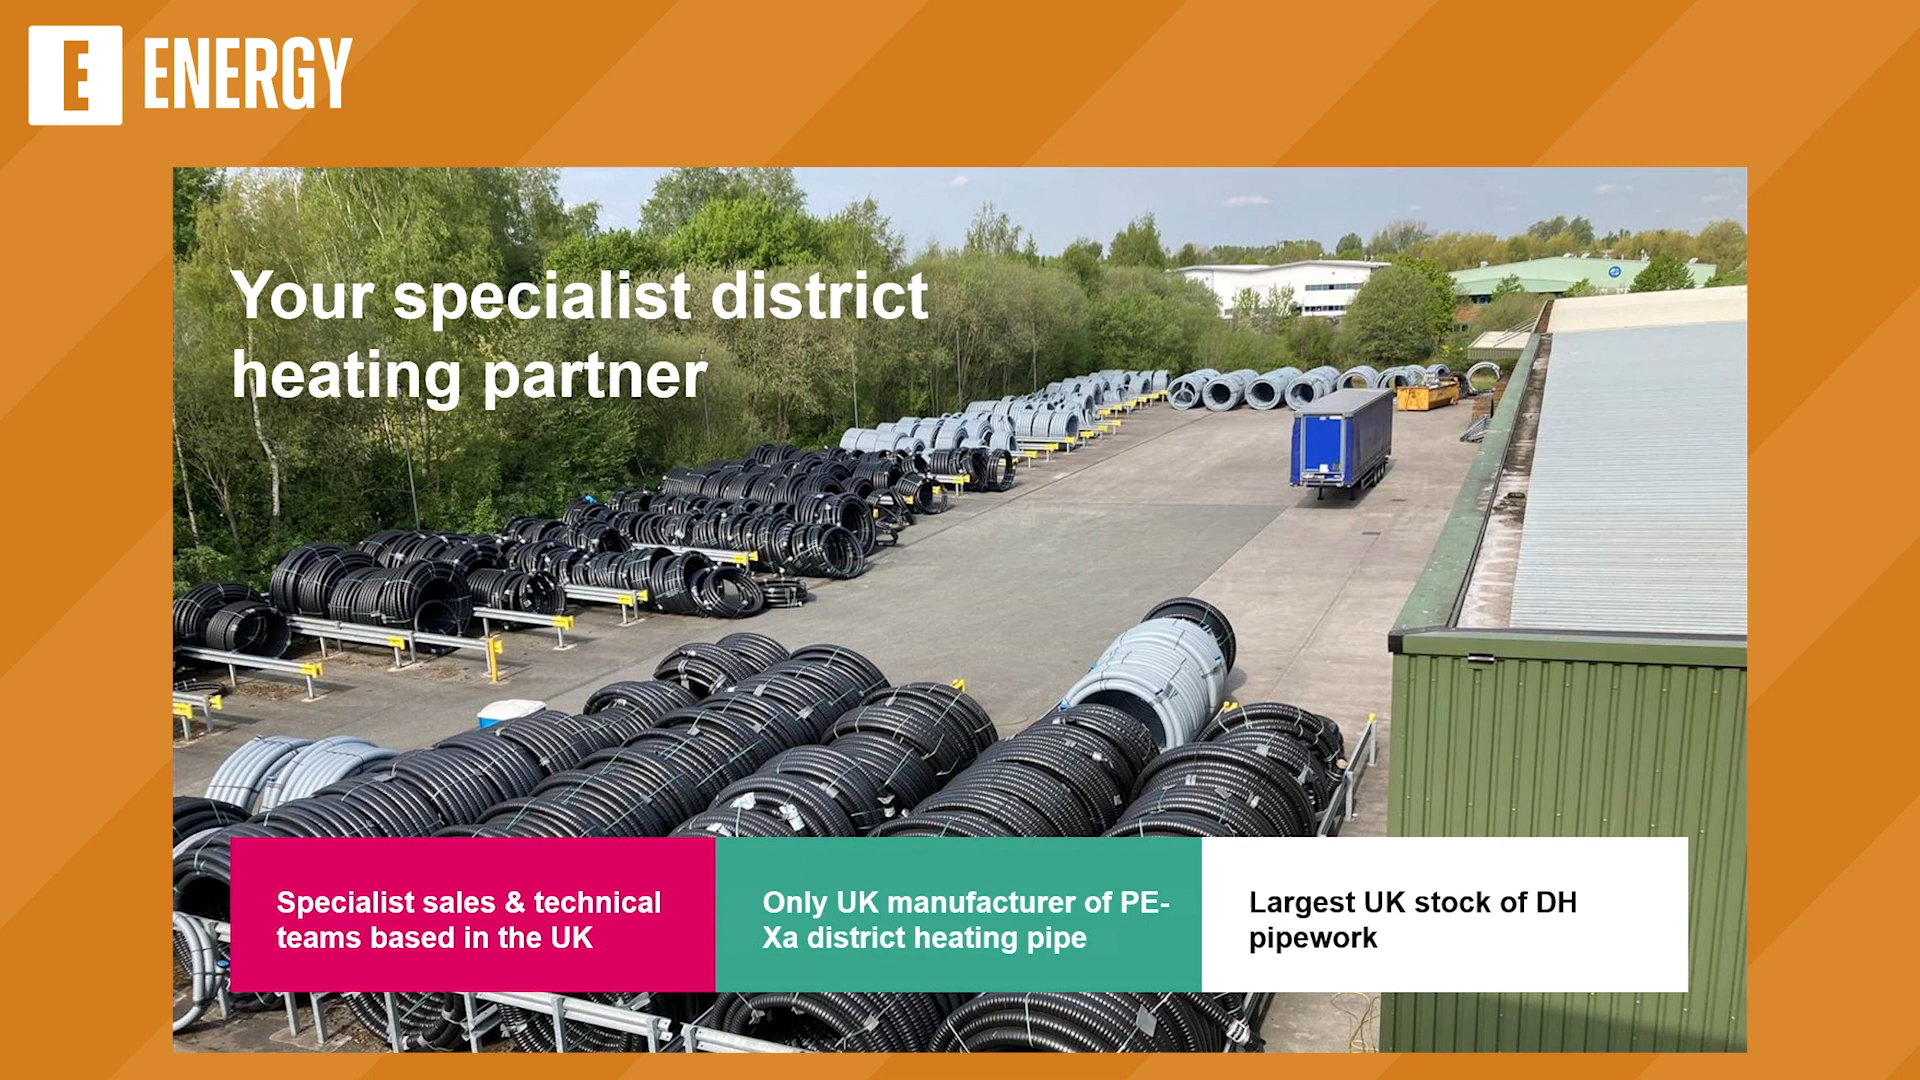 E ENERGY
Your specialist district
heating partner
Specialist sales & technical
teams based in the UK
Only UK manufacturer of PE-
Xa district heating pipe
Largest UK stock of DH
pipework